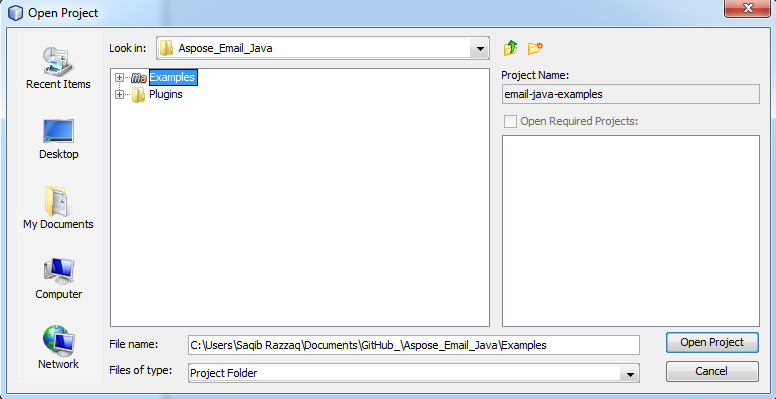 Open Project
Look in:
Aspose_Email_Java
Recent Items
Desktop
My Documents
Computer
Network
Examples
Plugins
Project Name:
email-java-examples
Open Required Projects:
File name:
C:\Users\Saqib Razzaq\Documents\GitHub_\Aspose_Email_Java\Examples
Open Project
Files of type:
Project Folder
Cancel